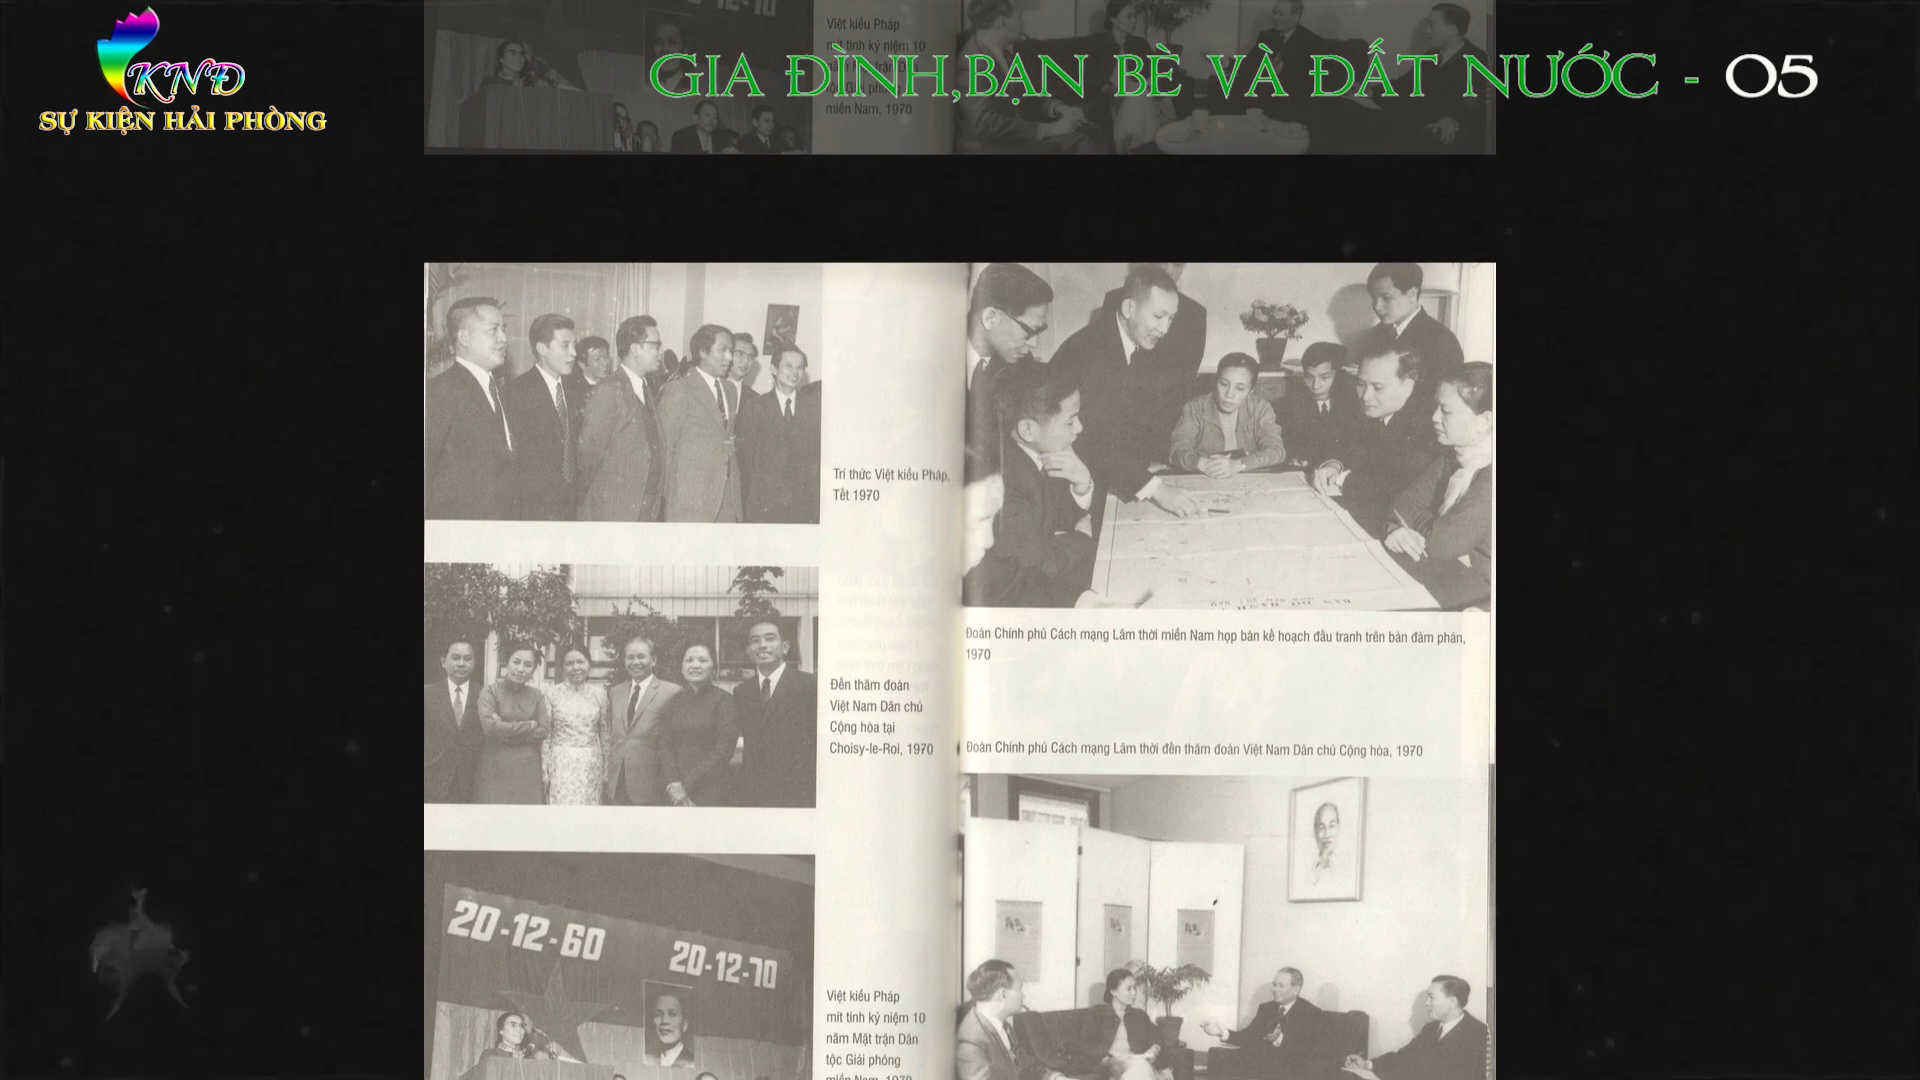 KNĐ
SỰ KIỆN HẢI PHÒNG
GIA ĐÌNH,BẠN BÈ VÀ ĐẤT NƯỚC - 05
Việt kiều Pháp
mít tinh kỷ niệm 10
miền Nam, 1970
Trí thức Việt kiều Pháp,
Tết 1970
Đến thăm đoàn
Việt Nam Dân chủ
Cộng hòa tại
Choisy-le-Roi, 1970
20-12-60
20-12-70
Việt kiều Pháp
mít tinh kỷ niệm 10
năm Mặt trận Dân
tộc Giải phóng
miền Nam, 1970
Đoàn Chính phủ Cách mạng Lâm thời miền Nam họp bàn kế hoạch đấu tranh trên bàn đàm phán,
1970
Đoàn Chính phủ Cách mạng Lâm thời đến thăm đoàn Việt Nam Dân chủ Cộng hòa, 1970